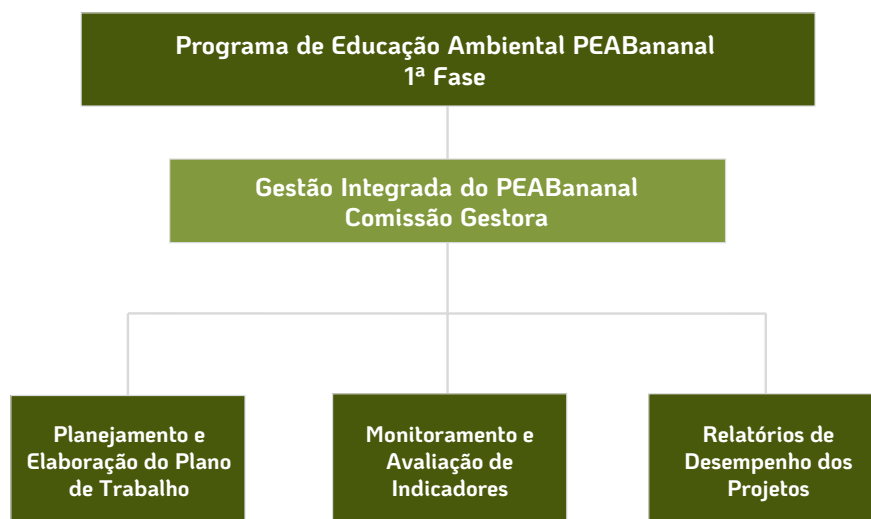 Programa de Educação Ambiental PEABananal
1ª Fase
Gestão Integrada do PEABananal
Comissão Gestora
Planejamento e
Elaboração do Plano
de Trabalho
Monitoramento e
Avaliação de
Indicadores
Relatórios de
Desempenho dos
Projetos